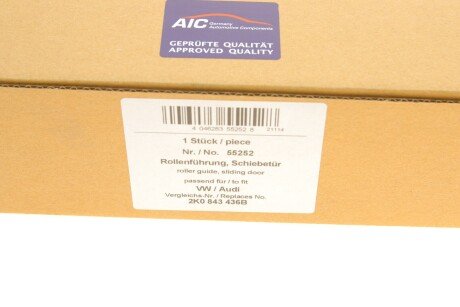 AIC Germany
Automotive Components
GEPRÜFTE QUALITÄT
APPROVED QUALITY
4 046283 55252 8 21114
1 Stück / piece
Nr. / No. 55252
Rollenführung, Schiebetür
roller guide, sliding door
passend für / to fit
VW / Audi
Vergleichs-Nr. / Replaces No.
2K0 843 436B